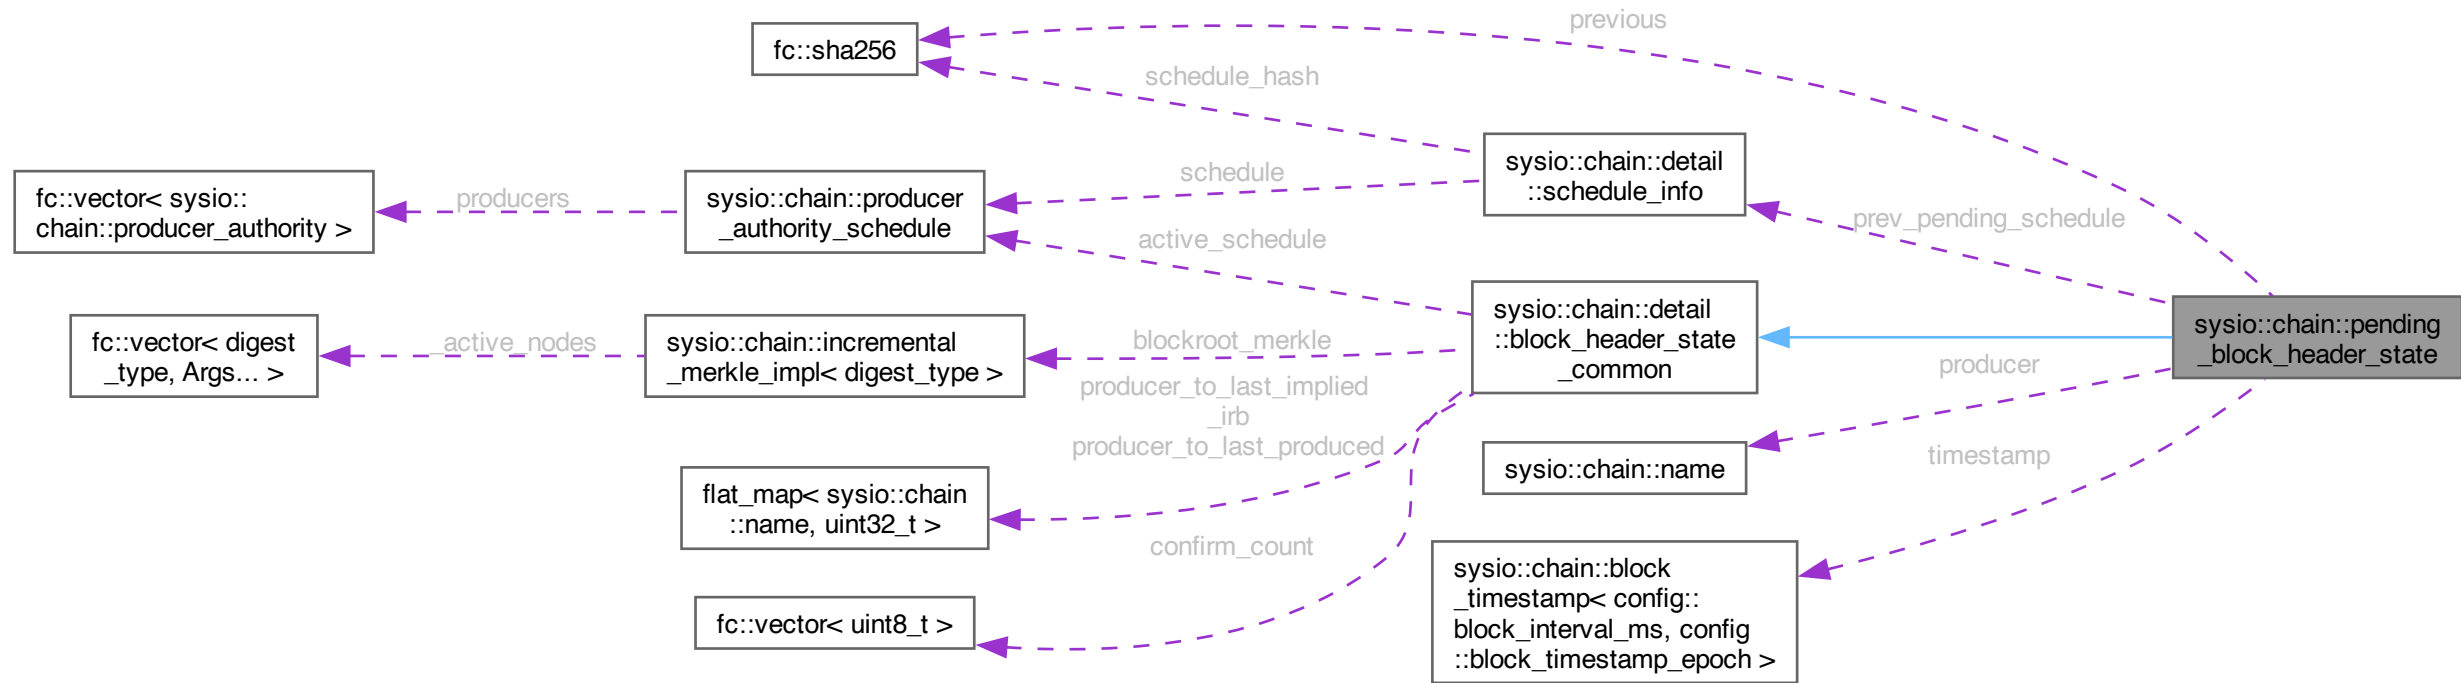 previous
fc::sha256
schedule_hash
sysio::chain::detail
::schedule_info
schedule
fc::vector< sysio::
chain::producer_authority >
producers
sysio::chain::producer
_authority_schedule
prev_pending_schedule
active_schedule
sysio::chain::detail
::block_header_state
_common
sysio::chain::pending
_block_header_state
fc::vector< digest
_type, Args... >
_active_nodes
sysio::chain::incremental
_merkle_impl< digest_type >
blockroot_merkle
producer
producer_to_last_implied
_irb
producer_to_last_produced
sysio::chain::name
timestamp
flat_map< sysio::chain
::name, uint32_t >
confirm_count
sysio::chain::block
_timestamp< config::
block_interval_ms, config
::block_timestamp_epoch >
fc::vector< uint8_t >